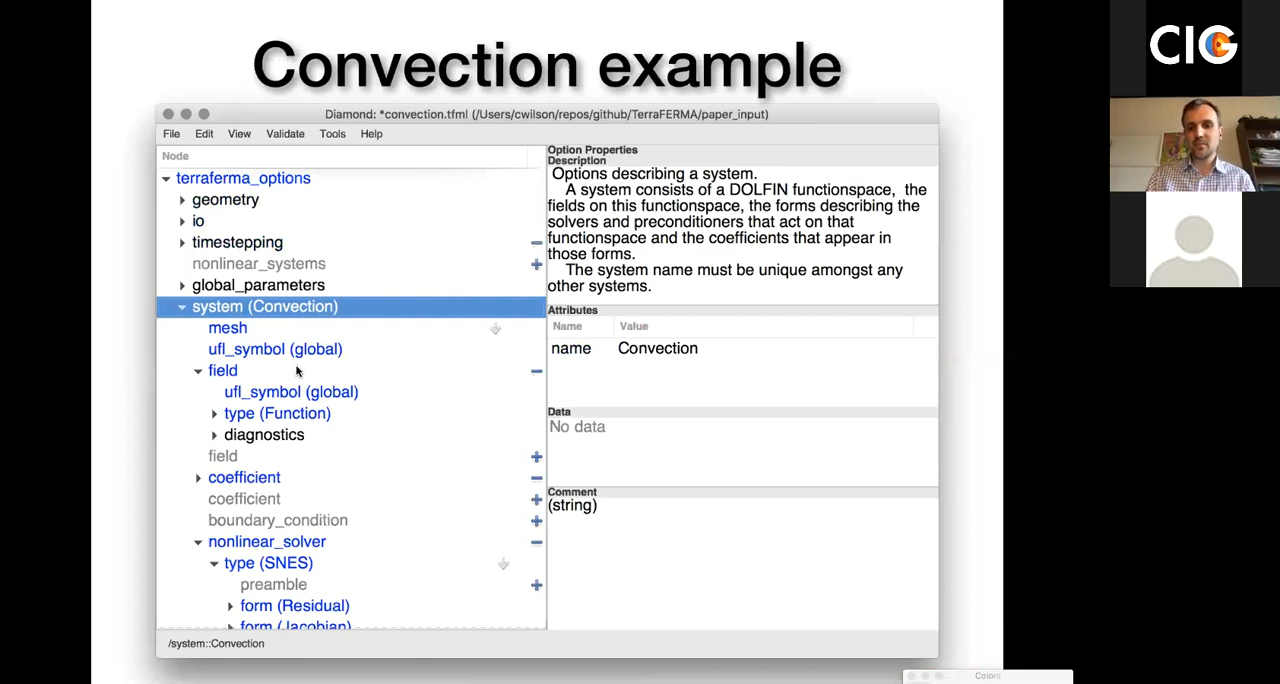 Convection example
CIG
Diamond: *convection.tfml (/Users/cwilson/repos/github/TerraFERMA/paper_input)
File Edit View Validate Tools Help
Node
terraferma_options
geometry
io
timestepping
nonlinear_systems
global_parameters
system (Convection)
mesh
ufl_symbol (global)
field
ufl_symbol (global)
type (Function)
diagnostics
field
coefficient
coefficient
boundary_condition
nonlinear_solver
type (SNES)
preamble
form (Residual)
form (Jacobian)
/system::Convection
Option Properties
Description
Options describing a system.
A system consists of a DOLFIN functionspace, the
fields on this functionspace, the forms describing the
solvers and preconditioners that act on that
functionspace and the coefficients that appear in
those forms.
The system name must be unique amongst any
other systems.
Attributes
Name Value
name Convection
Data
No data
Comment
(string)
Colors